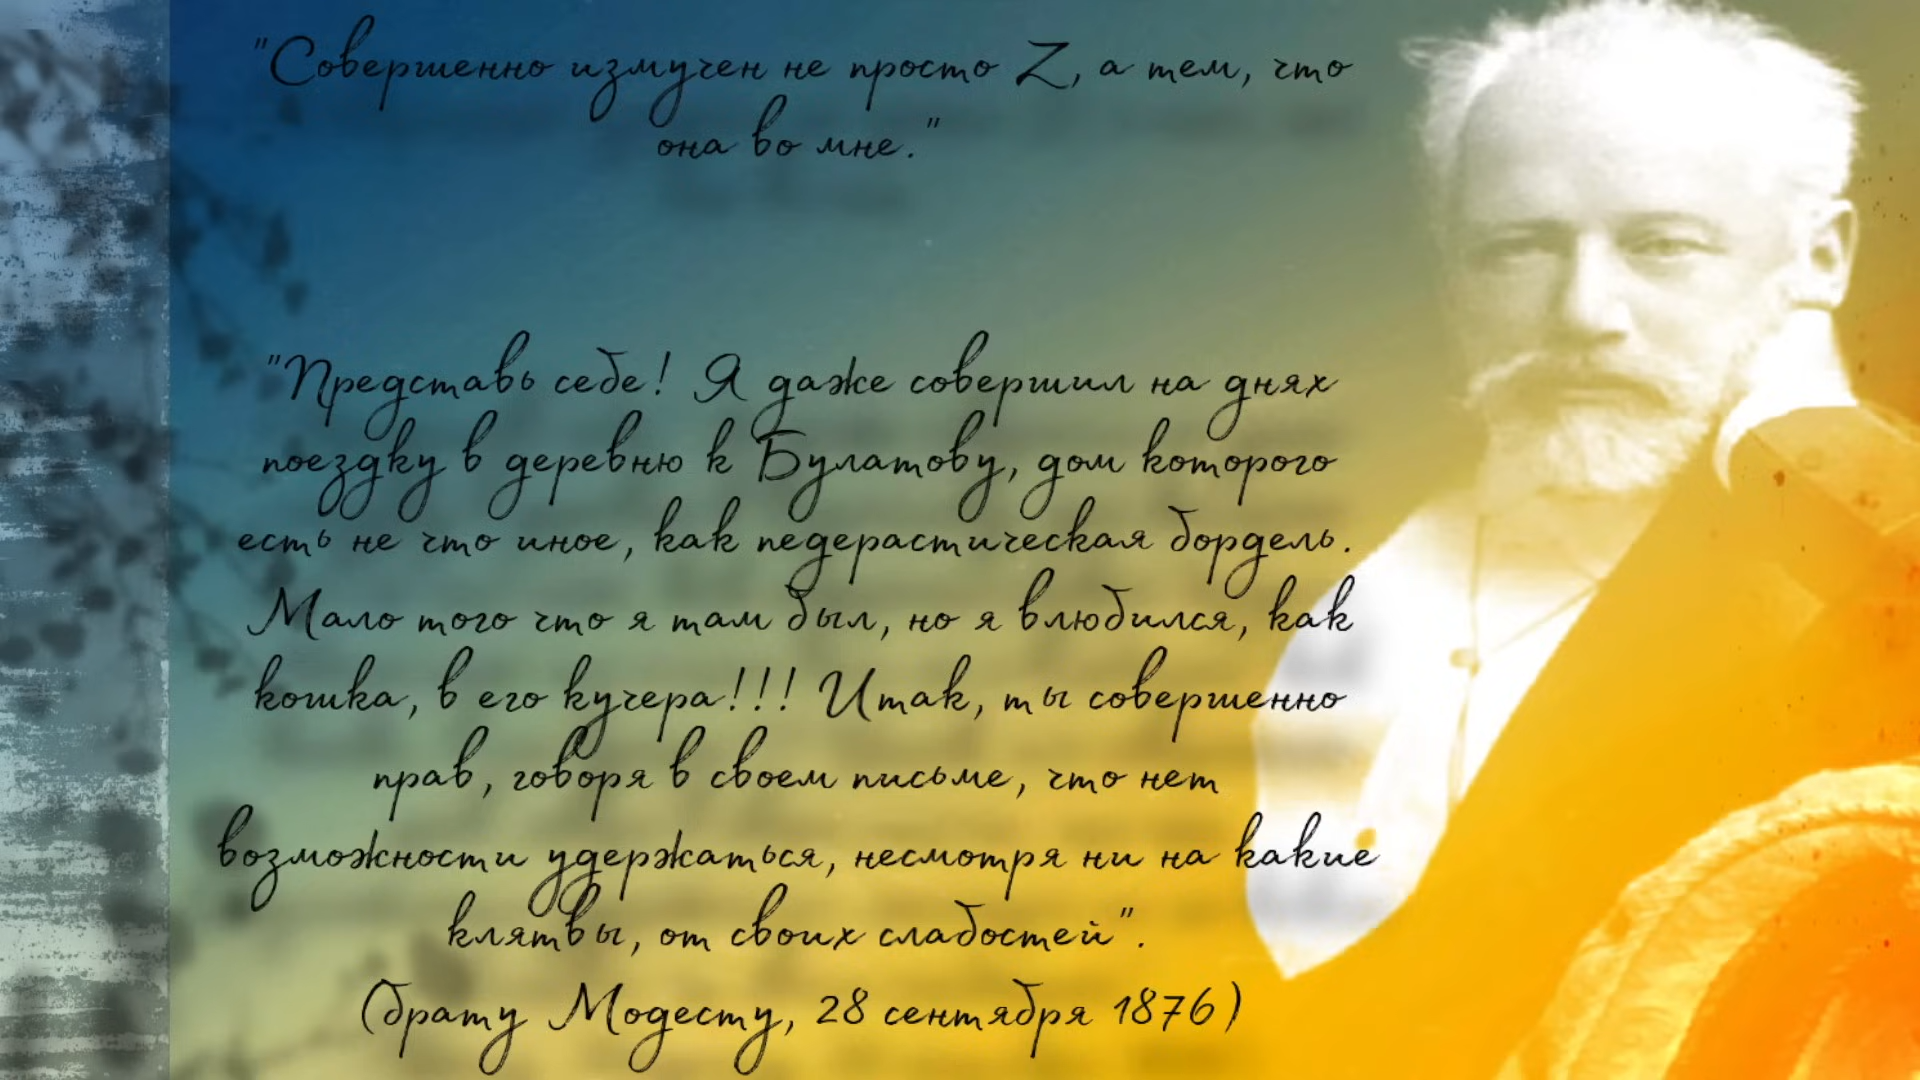 "Совершенно измучен не просто Z, а тем, что
она во мне."
"Представь себе! Я даже совершил на днях
поездку в деревню к Булатову, дом которого
есть не что иное, как педерастическая бордель.
Мало того что я там был, но я влюбился, как
кошка, в его кучера!!! Итак, ты совершенно
прав, говоря в своем письме, что нет
возможности удержаться, несмотря ни на какие
клятвы, от своих слабостей".
(брату Модесту, 28 сентября 1876)